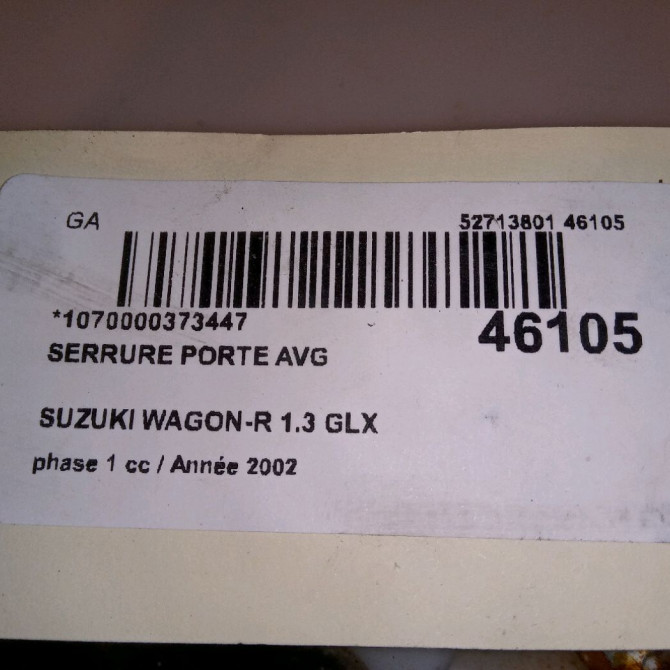 GA
52713801 46105
*1070000373447
46105
SERRURE PORTE AVG
SUZUKI WAGON-R 1.3 GLX
phase 1 cc / Année 2002